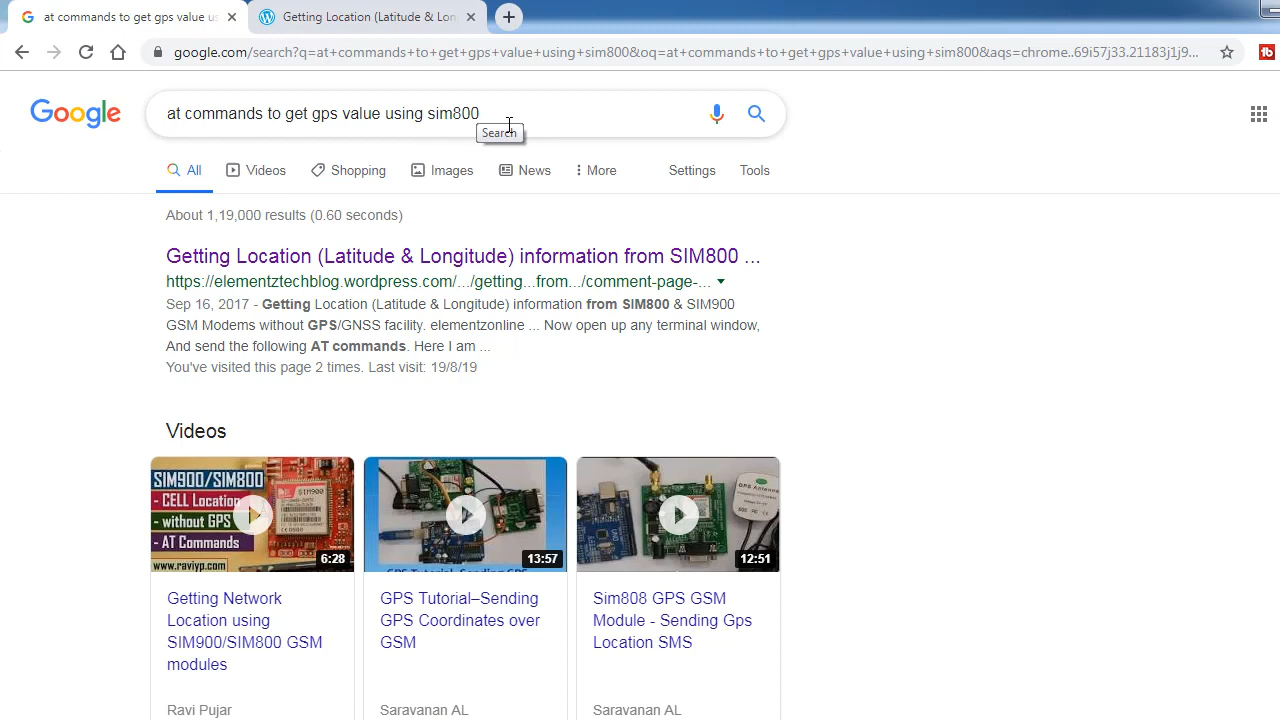 at commands to get gps value us
Getting Location (Latitude & Lon
google.com/search?q=at+commands+to+get+gps+value+using+sim800&oq=at+commands+to+get+gps+value+using+sim800&aqs=chrome..69i57j33.21183j1j9...
Google
at commands to get gps value using sim800
Search
All
Videos
Shopping
Images
News
More
Settings
Tools
About 1,19,000 results (0.60 seconds)
Getting Location (Latitude & Longitude) information from SIM800 ...
https://elementztechblog.wordpress.com/.../getting...from.../comment-page-...
Sep 16, 2017 - Getting Location (Latitude & Longitude) information from SIM800 & SIM900
GSM Modems without GPS/GNSS facility. elementzonline ... Now open up any terminal window,
And send the following AT commands. Here I am ...
You've visited this page 2 times. Last visit: 19/8/19
Videos
SIM900/SIM800
- CELL Location
- without GPS
- AT Commands
www.raviyp.com
SIM900
6:28
13:57
GPS Antenna
12:51
Getting Network
Location using
SIM900/SIM800 GSM
modules
Ravi Pujar
GPS Tutorial–Sending
GPS Coordinates over
GSM
Saravanan AL
Sim808 GPS GSM
Module - Sending Gps
Location SMS
Saravanan AL